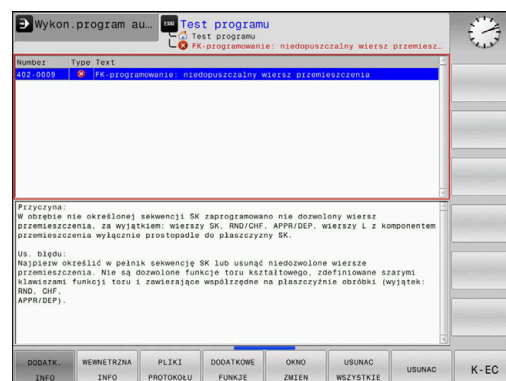 Wykon.program au…
Test programu
Test programu
FK-programowanie: niedopuszczalny wiersz przemiesz…
Number Type Text
402-0009 FK-programowanie: niedopuszczalny wiersz przemieszczenia
Przyczyna:
W obrębie nie określonej sekwencji SK zaprogramowano nie dozwolony wiersz
przemieszczenia, za wyjątkiem: wierszy SK, RND/CHF, APPR/DEP, wierszy L z komponentem
przemieszczenia wyłącznie prostopadle do płaszczyzny SK.
Us. błędu:
Najpierw określić w pełnik sekwencję SK lub usunąć niedozwolone wiersze
przemieszczenia. Nie są dozwolone funkcje toru kształtowego, zdefiniowane szarymi
klawiszami funkcji toru i zawierające współrzędne na płaszczyźnie obróbki (wyjątek:
RND, CHF,
APPR/DEP).
DODATK. INFO
WEWNETRZNA INFO
PLIKI PROTOKOŁU
DODATKOWE FUNKJE
OKNO ZMIEN
USUNAC WSZYSTKIE
USUNAC
K-EC